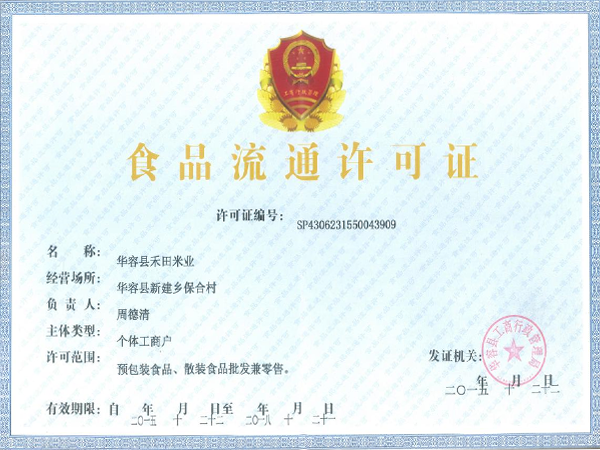 工商行政管理
食品流通许可证
许可证编号: SP4306231550043909
名 称: 华容县禾田米业
经营场所: 华容县新建乡保合村
负 责 人: 周德清
主体类型: 个体工商户
许可范围: 预包装食品、散装食品批发兼零售。
发证机关:
华容县工商行政管理局
年 月 日
二〇一五 十 二十二
有效期限: 自 年 月 日至 年 月 日
二〇一五 十 二十二 二〇一八 十 二十一